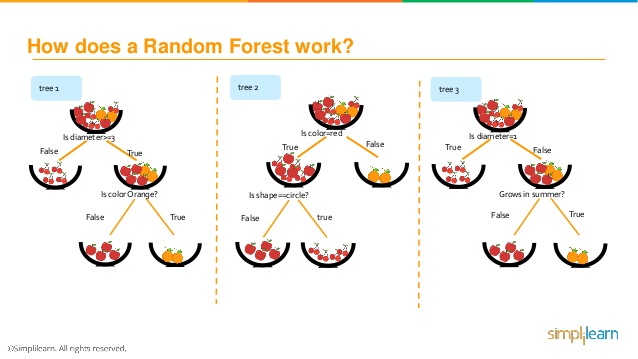 How does a Random Forest work?
tree 1
Is diameter>=3
False
True
Is color Orange?
False
True
tree 2
Is color=red
True
False
Is shape==circle?
False
true
tree 3
Is diameter=1
True
False
Grows in summer?
False
True
simplilearn
©Simplilearn. All rights reserved.